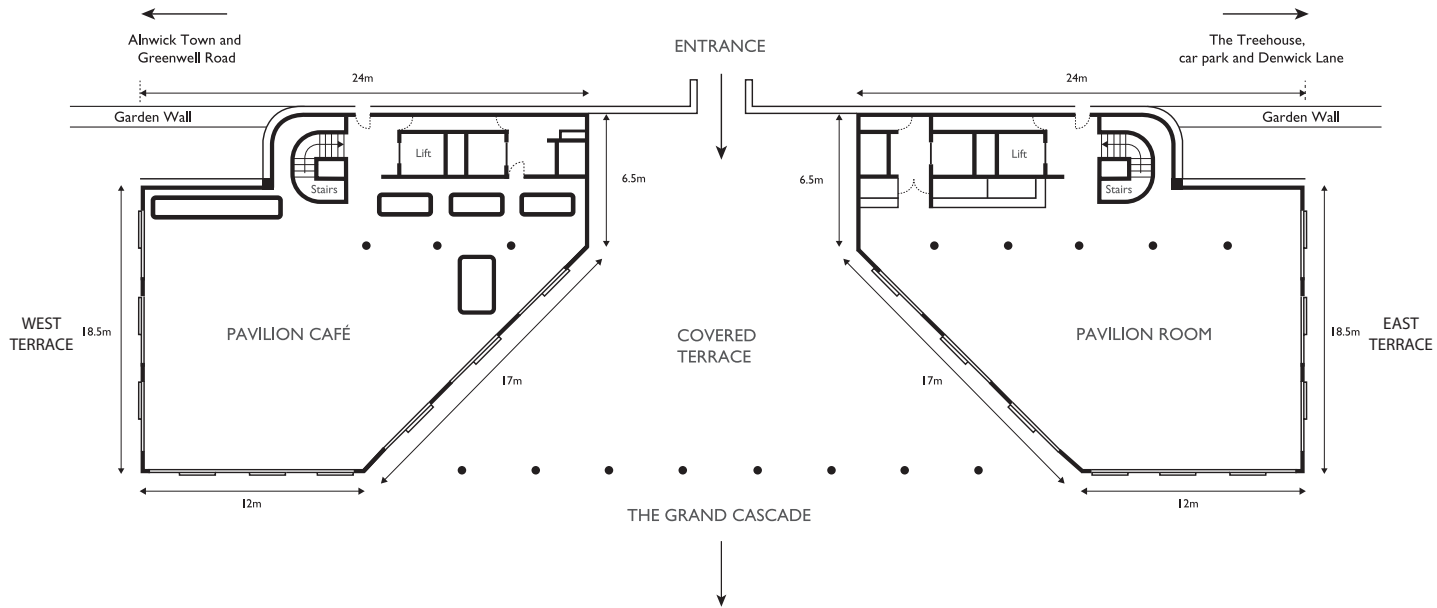 Alnwick Town and
Greenwell Road
ENTRANCE
The Treehouse,
car park and Denwick Lane
24m
24m
Garden Wall
Garden Wall
Lift
Lift
Stairs
Stairs
6.5m
6.5m
WEST
TERRACE
18.5m
PAVILION CAFÉ
COVERED
TERRACE
PAVILION ROOM
18.5m
EAST
TERRACE
17m
17m
12m
12m
THE GRAND CASCADE